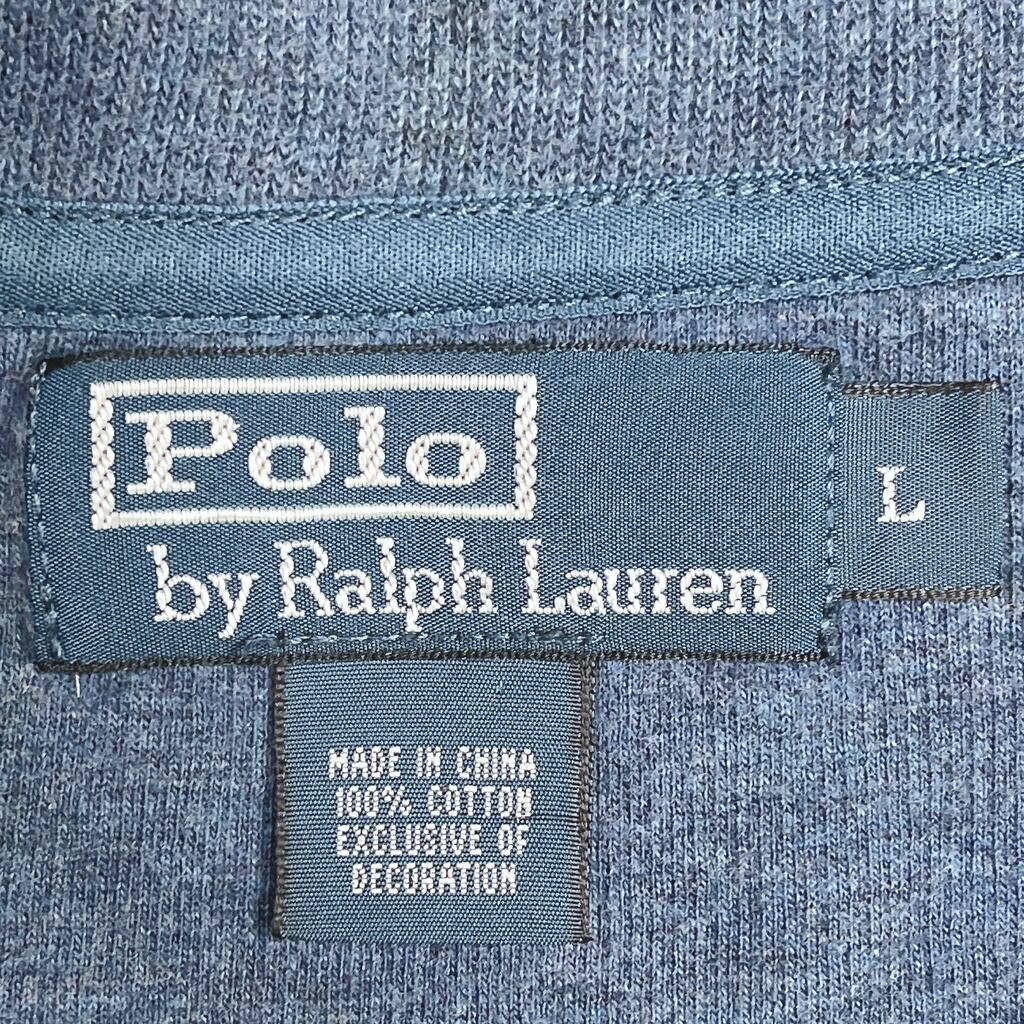 Polo
by Ralph Lauren
L
MADE IN CHINA
100% COTTON
EXCLUSIVE OF
DECORATION